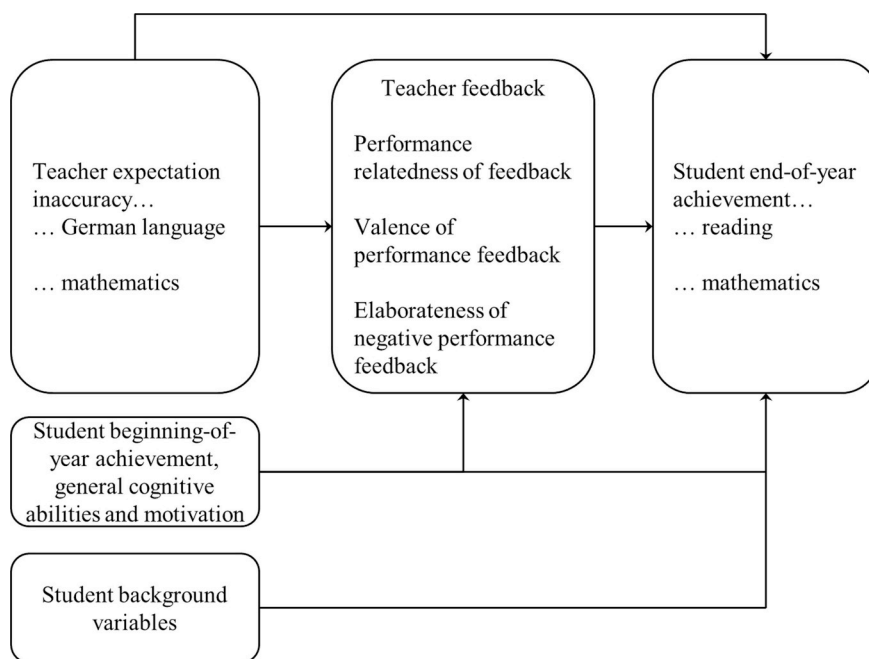 Teacher expectation
inaccuracy…
… German language
… mathematics
Teacher feedback
Performance
relatedness of feedback
Valence of
performance feedback
Elaborateness of
negative performance
feedback
Student end-of-year
achievement…
… reading
… mathematics
Student beginning-of-
year achievement,
general cognitive
abilities and motivation
Student background
variables